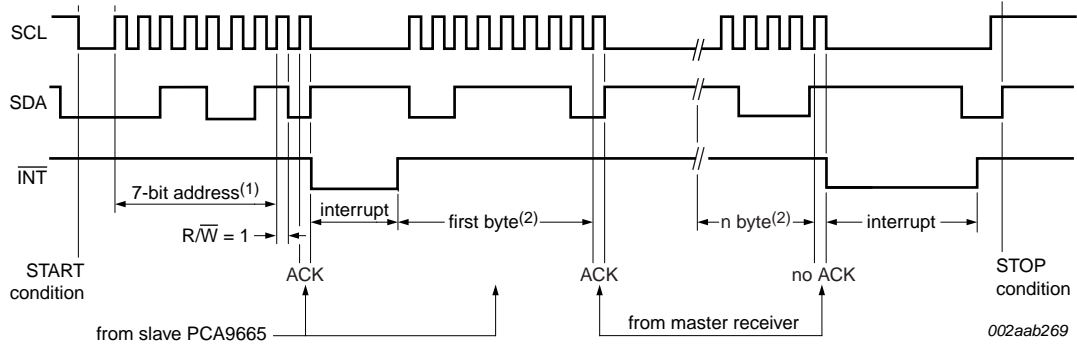 SCL
SDA
INT
7-bit address(1)
interrupt
first byte(2)
n byte(2)
interrupt
R/W = 1
START
condition
ACK
ACK
no ACK
STOP
condition
from slave PCA9665
from master receiver
002aab269